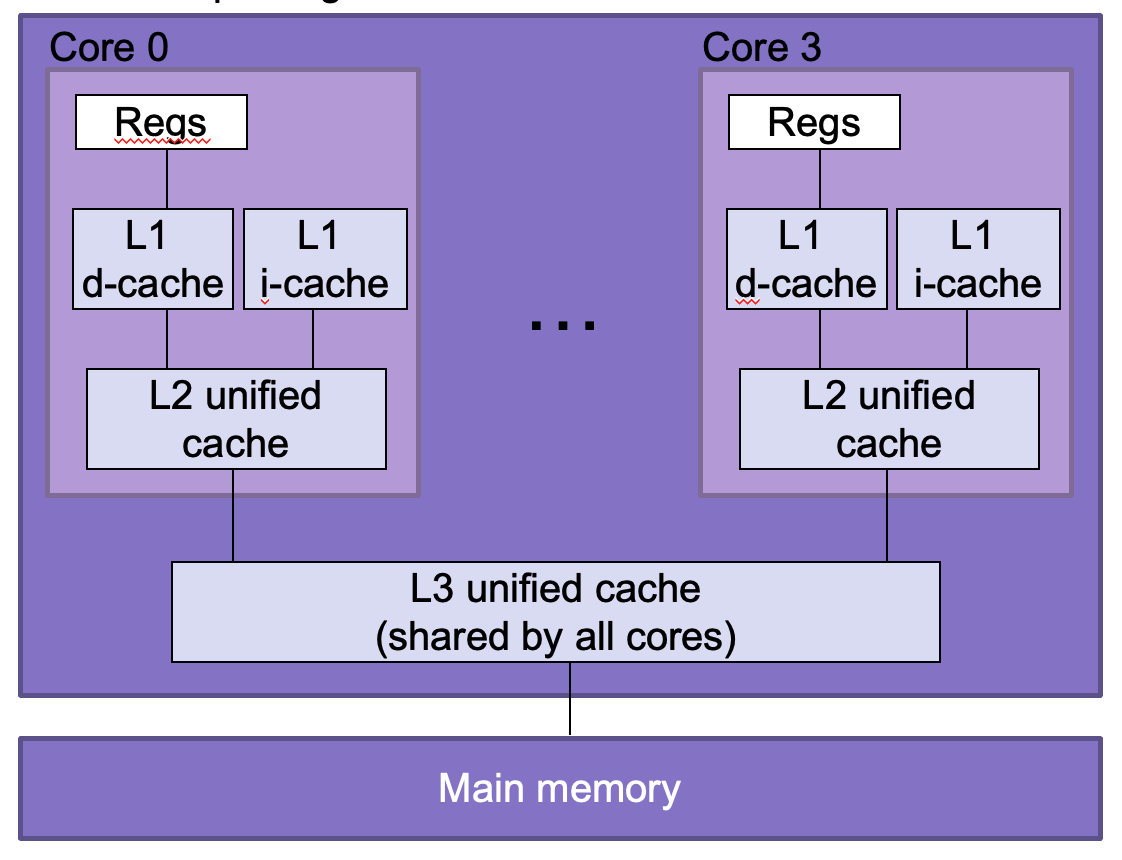 Core 0
Core 3
Regs
Regs
L1
d-cache
L1
i-cache
L1
d-cache
L1
i-cache
...
L2 unified
cache
L2 unified
cache
L3 unified cache
(shared by all cores)
Main memory